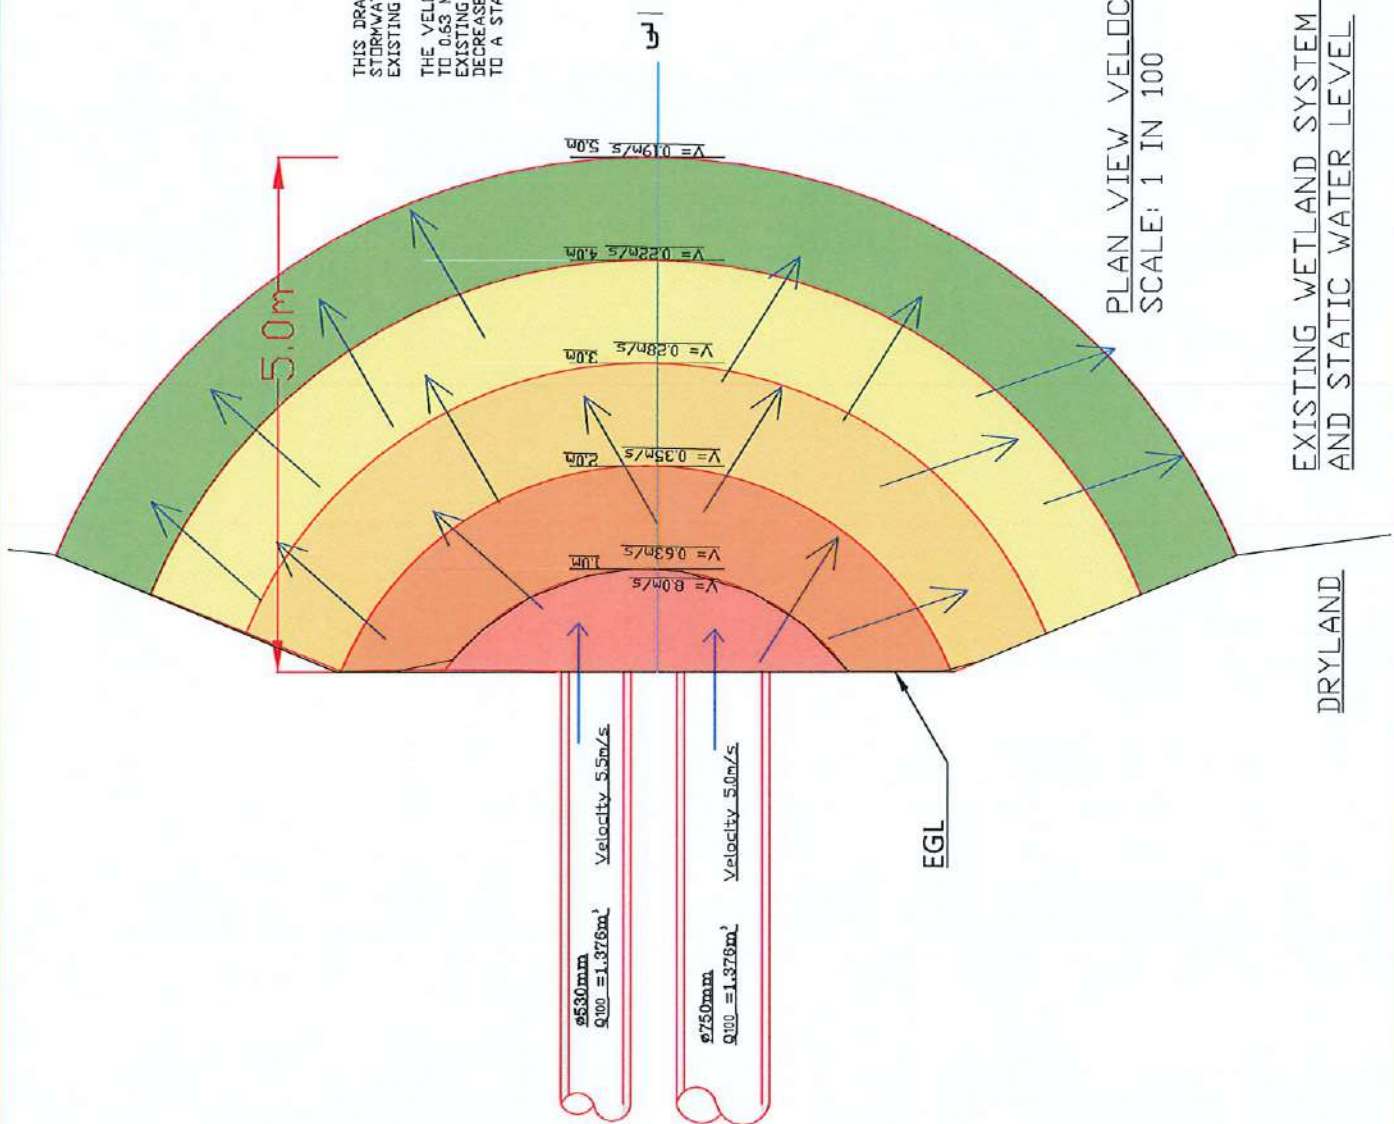 THIS DRA
STORMWAT
EXISTING
THE VEL
TO 0.63 M
EXISTING
DECREASE
TO A STA
5.0m
V= 0.19m/s 5.0m
V= 0.22m/s 4.0m
V= 0.28m/s 3.0m
V= 0.35m/s 2.0m
V= 0.63m/s 1.0m
V= 8.0m/s
ø530mm
Q100 =1.376m³
Velocity 5.5m/s
ø750mm
Q100 =1.376m³
Velocity 5.0m/s
EGL
PLAN VIEW VELOC
SCALE: 1 IN 100
EXISTING WETLAND SYSTEM
AND STATIC WATER LEVEL
DRYLAND